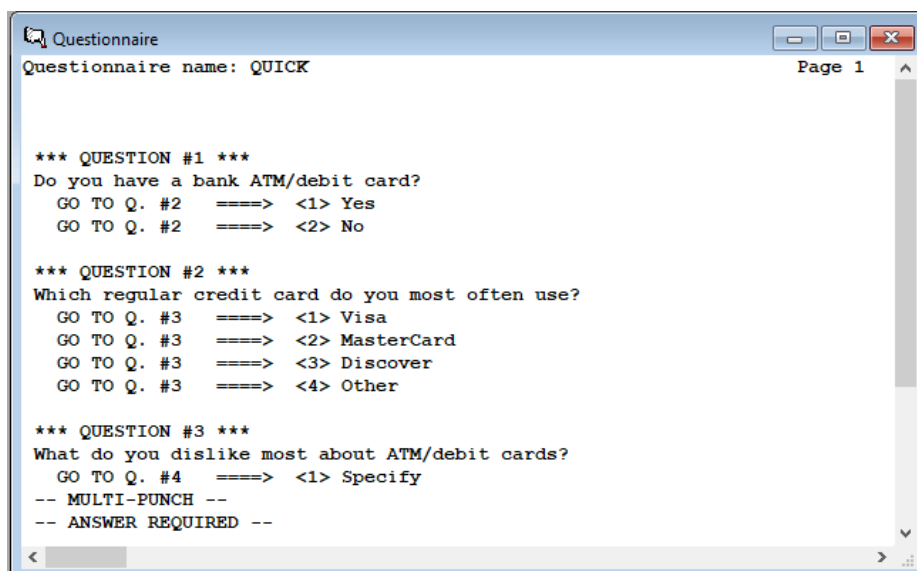 Questionnaire
Questionnaire name: QUICK Page 1
*** QUESTION #1 ***
Do you have a bank ATM/debit card?
GO TO Q. #2 ====> <1> Yes
GO TO Q. #2 ====> <2> No
*** QUESTION #2 ***
Which regular credit card do you most often use?
GO TO Q. #3 ====> <1> Visa
GO TO Q. #3 ====> <2> MasterCard
GO TO Q. #3 ====> <3> Discover
GO TO Q. #3 ====> <4> Other
*** QUESTION #3 ***
What do you dislike most about ATM/debit cards?
GO TO Q. #4 ====> <1> Specify
-- MULTI-PUNCH --
-- ANSWER REQUIRED --